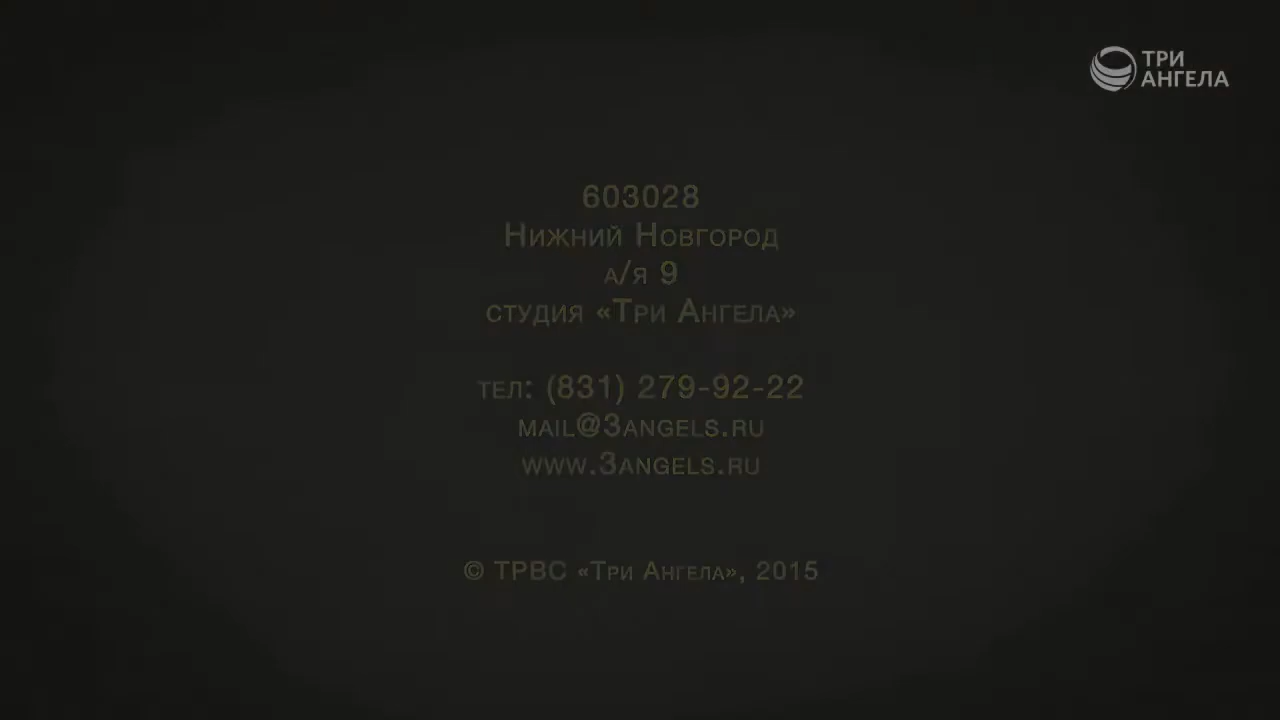 ТРИ
АНГЕЛА
603028
Нижний Новгород
а/я 9
студия «Три Ангела»
тел: (831) 279-92-22
mail@3angels.ru
www.3angels.ru
© ТРВС «Три Ангела», 2015